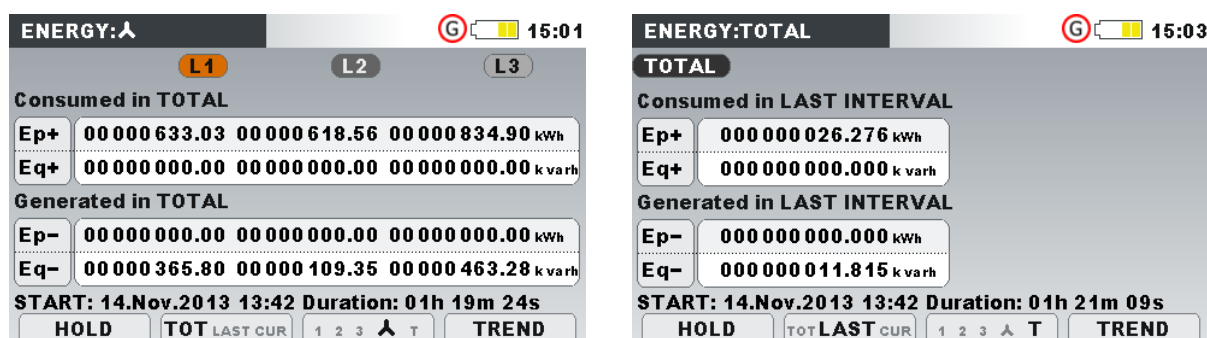 ENERGY:⅄
G 15:01
L1 L2 L3
Consumed in TOTAL
Ep+ 00000633.03 00000618.56 00000834.90 kWh
Eq+ 00000000.00 00000000.00 00000000.00 k varh
Generated in TOTAL
Ep- 00000000.00 00000000.00 00000000.00 kWh
Eq- 00000365.80 00000109.35 00000463.28 k varh
START: 14.Nov.2013 13:42 Duration: 01h 19m 24s
HOLD TOT LAST CUR 1 2 3 ⅄ T TREND
ENERGY:TOTAL
G 15:03
TOTAL
Consumed in LAST INTERVAL
Ep+ 000000026.276 kWh
Eq+ 000000000.000 k varh
Generated in LAST INTERVAL
Ep- 000000000.000 kWh
Eq- 000000011.815 k varh
START: 14.Nov.2013 13:42 Duration: 01h 21m 09s
HOLD TOT LAST CUR 1 2 3 ⅄ T TREND